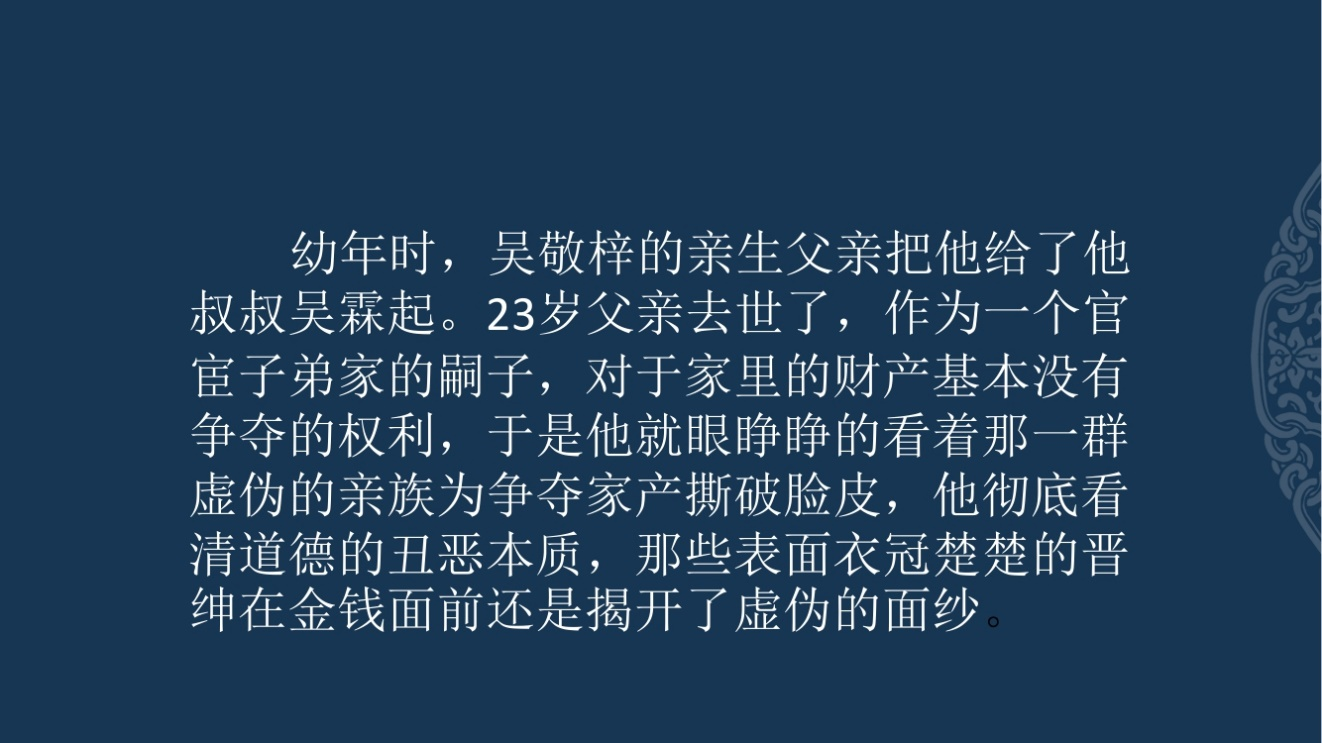 幼年时，吴敬梓的亲生父亲把他给了他
叔叔吴霖起。23岁父亲去世了，作为一个官
宦子弟家的嗣子，对于家里的财产基本没有
争夺的权利，于是他就眼睁睁的看着那一群
虚伪的亲族为争夺家产撕破脸皮，他彻底看
清道德的丑恶本质，那些表面衣冠楚楚的晋
绅在金钱面前还是揭开了虚伪的面纱。